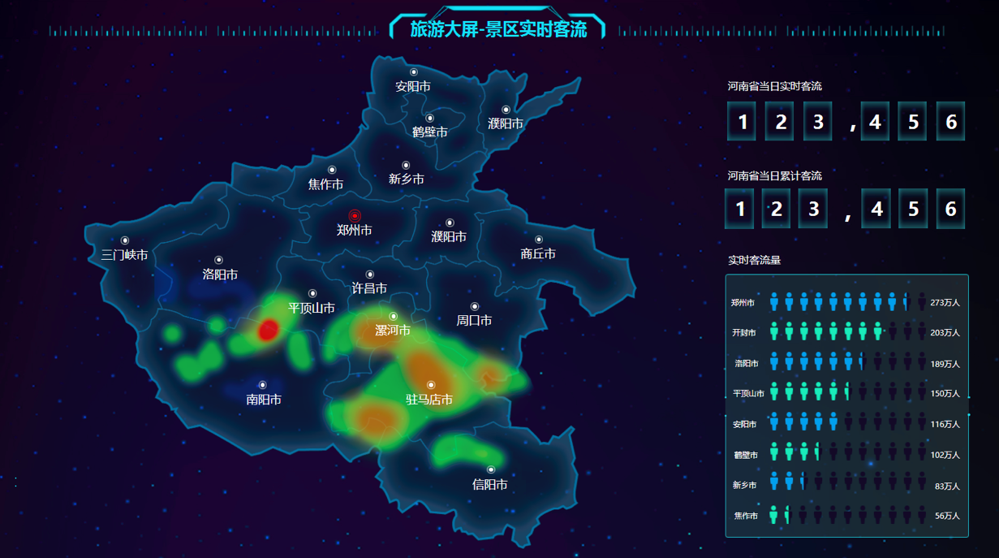 旅游大屏-景区实时客流
安阳市
濮阳市
鹤壁市
新乡市
焦作市
郑州市
濮阳市
三门峡市
商丘市
洛阳市
许昌市
平顶山市
周口市
漯河市
南阳市
驻马店市
信阳市
河南省当日实时客流
1 2 3 , 4 5 6
河南省当日累计客流
1 2 3 , 4 5 6
实时客流量
郑州市 273万人
开封市 203万人
洛阳市 189万人
平顶山市 150万人
安阳市 116万人
鹤壁市 102万人
新乡市 83万人
焦作市 56万人